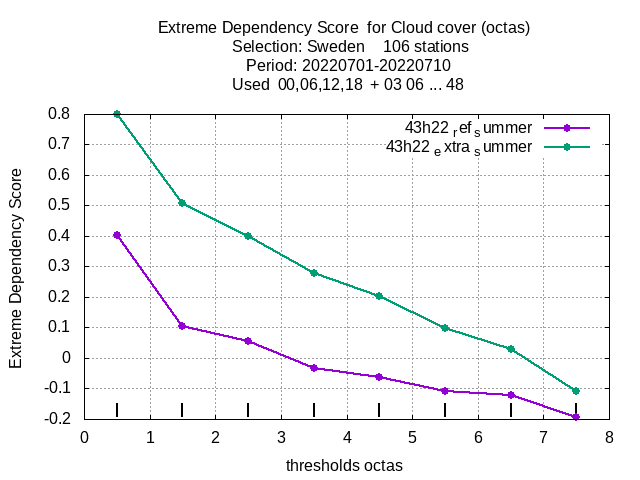 Extreme Dependency Score  for Cloud cover (octas)
Selection: Sweden    106 stations
Period: 20220701-20220710
Used  00,06,12,18  + 03 06 ... 48
43h22 ref summer
43h22 extra summer
Extreme Dependency Score
0.8
0.7
0.6
0.5
0.4
0.3
0.2
0.1
0
-0.1
-0.2
0 1 2 3 4 5 6 7 8
thresholds octas